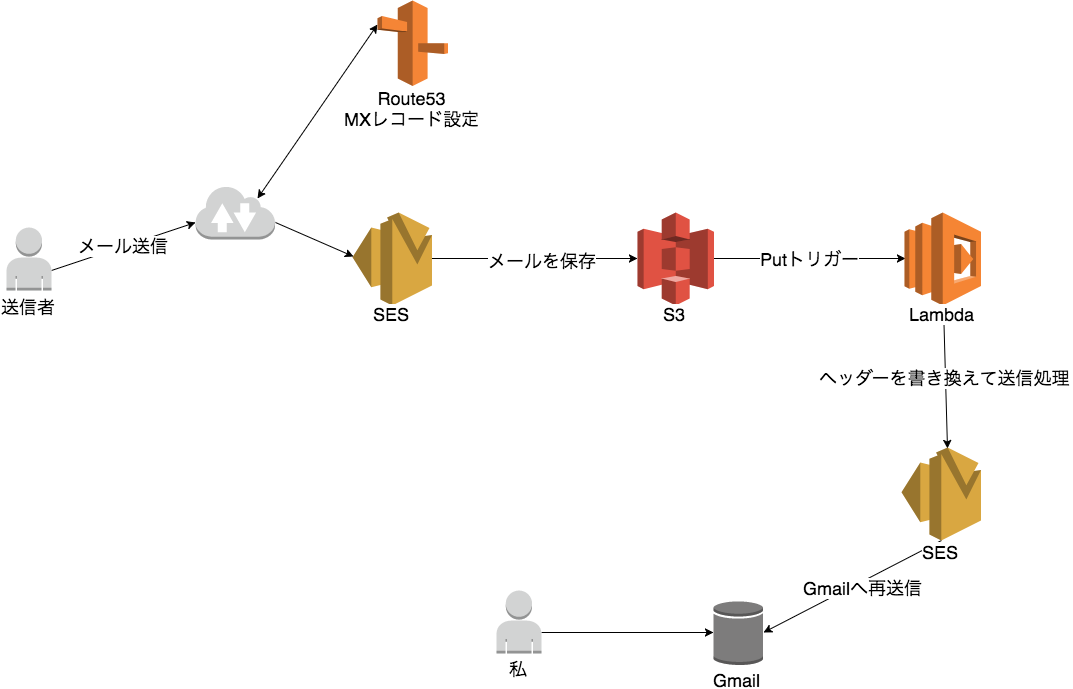 Route53
MXレコード設定
メール送信
送信者
SES
メールを保存
S3
Putトリガー
Lambda
ヘッダーを書き換えて送信処理
SES
Gmailへ再送信
私
Gmail